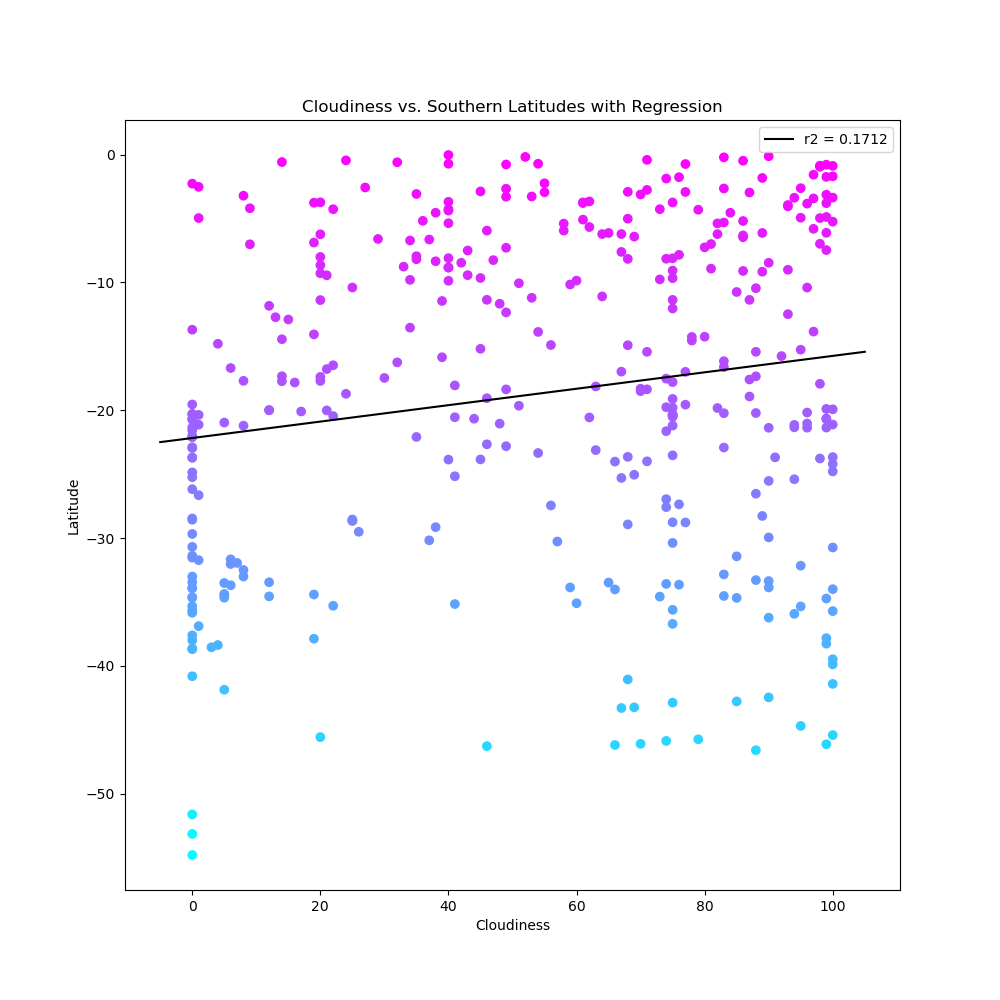 Cloudiness vs. Southern Latitudes with Regression
r2 = 0.1712
0
−10
−20
−30
−40
−50
Latitude
0 20 40 60 80 100
Cloudiness